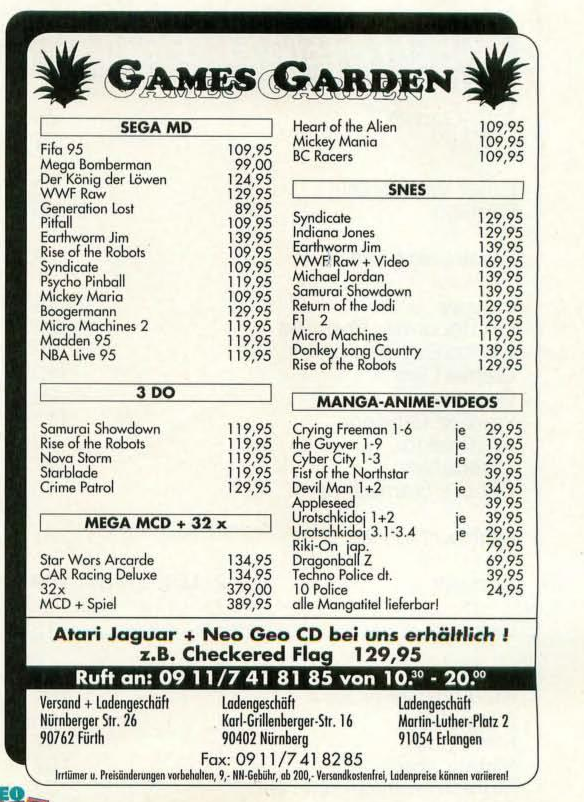 GAMES GARDEN
SEGA MD
Fifa 95 109,95
Mega Bomberman 99,00
Der König der Löwen 124,95
WWF Raw 129,95
Generation Lost 89,95
Pitfall 109,95
Earthworm Jim 139,95
Rise of the Robots 109,95
Syndicate 109,95
Psycho Pinball 119,95
Mickey Maria 109,95
Boogermann 129,95
Micro Machines 2 119,95
Madden 95 119,95
NBA Live 95 119,95
3 DO
Samurai Showdown 119,95
Rise of the Robots 119,95
Nova Storm 119,95
Starblade 119,95
Crime Patrol 129,95
MEGA MCD + 32 x
Star Wors Arcarde 134,95
CAR Racing Deluxe 134,95
32x 379,00
MCD + Spiel 389,95
Heart of the Alien 109,95
Mickey Mania 109,95
BC Racers 109,95
SNES
Syndicate 129,95
Indiana Jones 129,95
Earthworm Jim 139,95
WWF Raw + Video 169,95
Michael Jordan 139,95
Samurai Showdown 139,95
Return of the Jodi 129,95
F1 2 129,95
Micro Machines 119,95
Donkey kong Country 139,95
Rise of the Robots 129,95
MANGA-ANIME-VIDEOS
Crying Freeman 1-6 je 29,95
the Guyver 1-9 je 19,95
Cyber City 1-3 je 29,95
Fist of the Northstar 39,95
Devil Man 1+2 je 34,95
Appleseed 39,95
Urotschkidoj 1+2 je 39,95
Urotschkidoj 3.1-3.4 je 29,95
Riki-On jap. 79,95
Dragonball Z 69,95
Techno Police dt. 39,95
10 Police 24,95
alle Mangatitel lieferbar!
Atari Jaguar + Neo Geo CD bei uns erhältlich !
z.B. Checkered Flag 129,95
Ruft an: 09 11/7 41 81 85 von 10.30 - 20.00
Versand + Ladengeschäft
Nürnberger Str. 26
90762 Fürth
Ladengeschäft
Karl-Grillenberger-Str. 16
90402 Nürnberg
Ladengeschäft
Martin-Luther-Platz 2
91054 Erlangen
Fax: 09 11/7 41 82 85
Irrtümer u. Preisänderungen vorbehalten, 9,- NN-Gebühr, ab 200,- Versandkostenfrei, Ladenpreise können variieren!